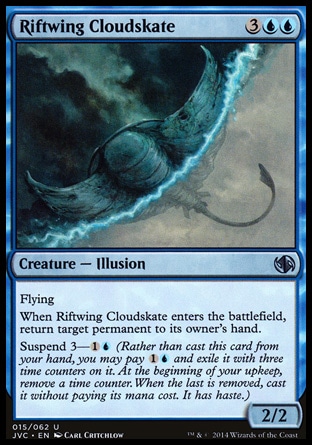 Riftwing Cloudskate 3
Creature — Illusion
Flying
When Riftwing Cloudskate enters the battlefield,
return target permanent to its owner's hand.
Suspend 3—1 (Rather than cast this card from
your hand, you may pay 1 and exile it with three
time counters on it. At the beginning of your upkeep,
remove a time counter. When the last is removed, cast
it without paying its mana cost. It has haste.)
2/2
015/062 U
JVC • EN Carl Critchlow
™ & © 2014 Wizards of the Coast